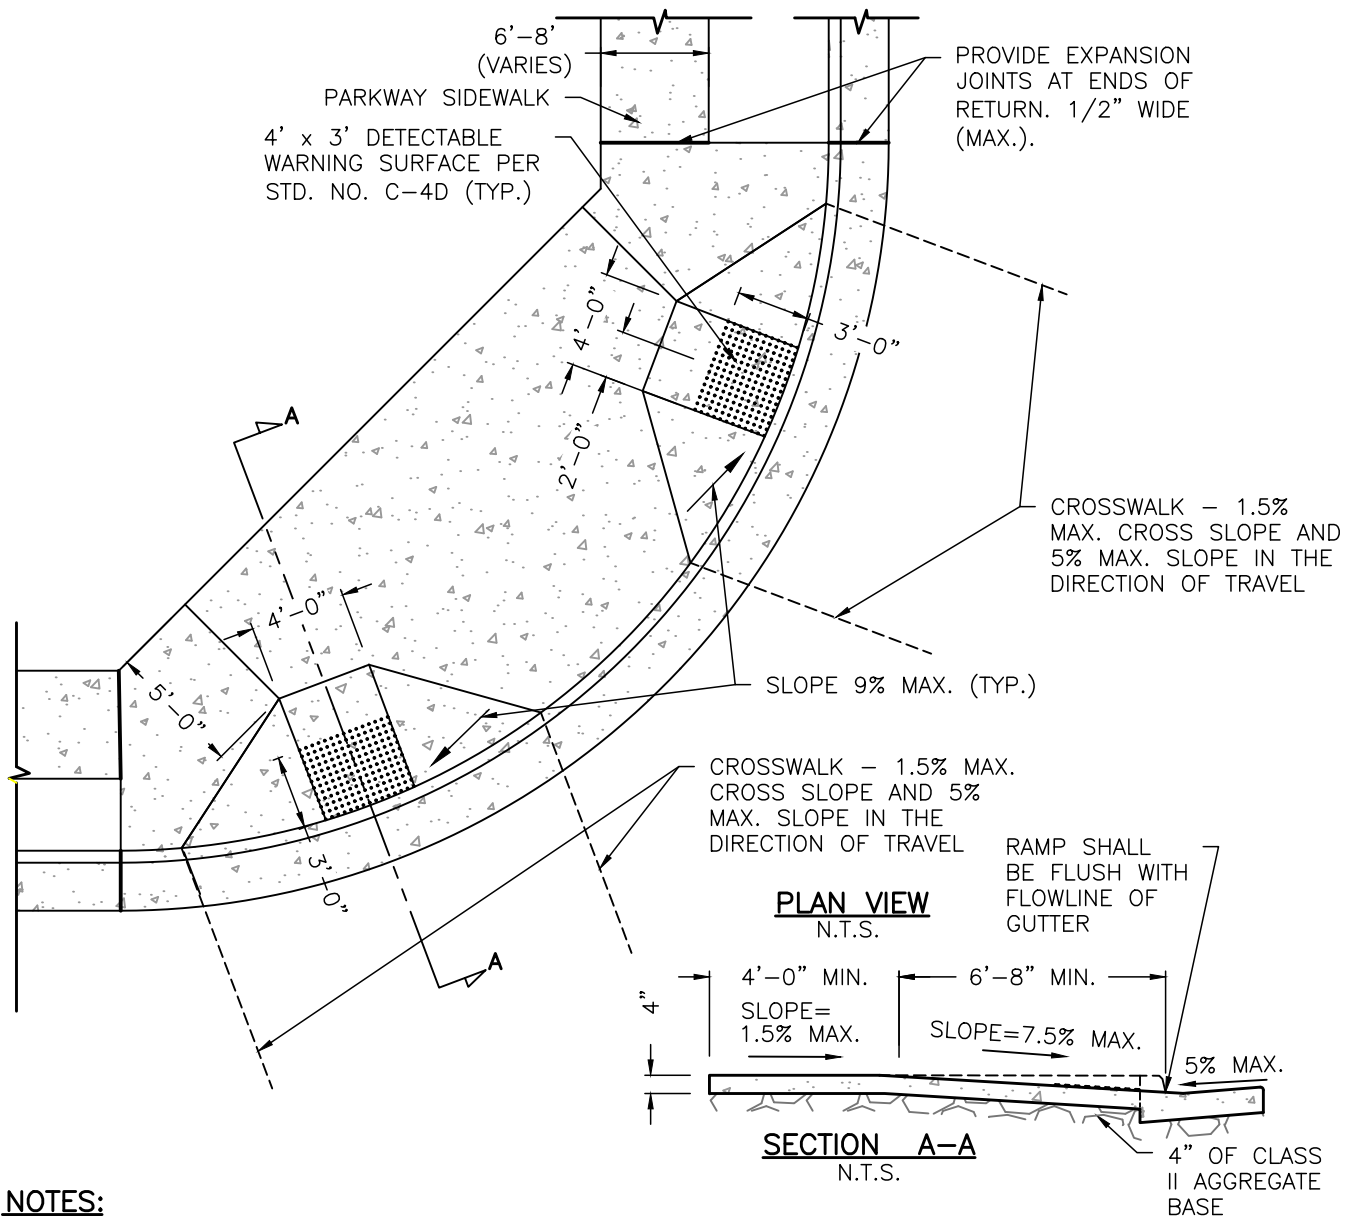 6'-8'
(VARIES)
PARKWAY SIDEWALK
4' x 3' DETECTABLE
WARNING SURFACE PER
STD. NO. C-4D (TYP.)
PROVIDE EXPANSION
JOINTS AT ENDS OF
RETURN. 1/2" WIDE
(MAX.).
4'-0"
3'-0"
2'-0"
A
CROSSWALK - 1.5%
MAX. CROSS SLOPE AND
5% MAX. SLOPE IN THE
DIRECTION OF TRAVEL
4'-0"
5'-0"
SLOPE 9% MAX. (TYP.)
3'-0"
CROSSWALK - 1.5% MAX.
CROSS SLOPE AND 5%
MAX. SLOPE IN THE
DIRECTION OF TRAVEL
A
PLAN VIEW
N.T.S.
RAMP SHALL
BE FLUSH WITH
FLOWLINE OF
GUTTER
4"
4'-0" MIN.
6'-8" MIN.
SLOPE=
1.5% MAX.
SLOPE=7.5% MAX.
5% MAX.
SECTION A-A
N.T.S.
4" OF CLASS
II AGGREGATE
BASE
NOTES: